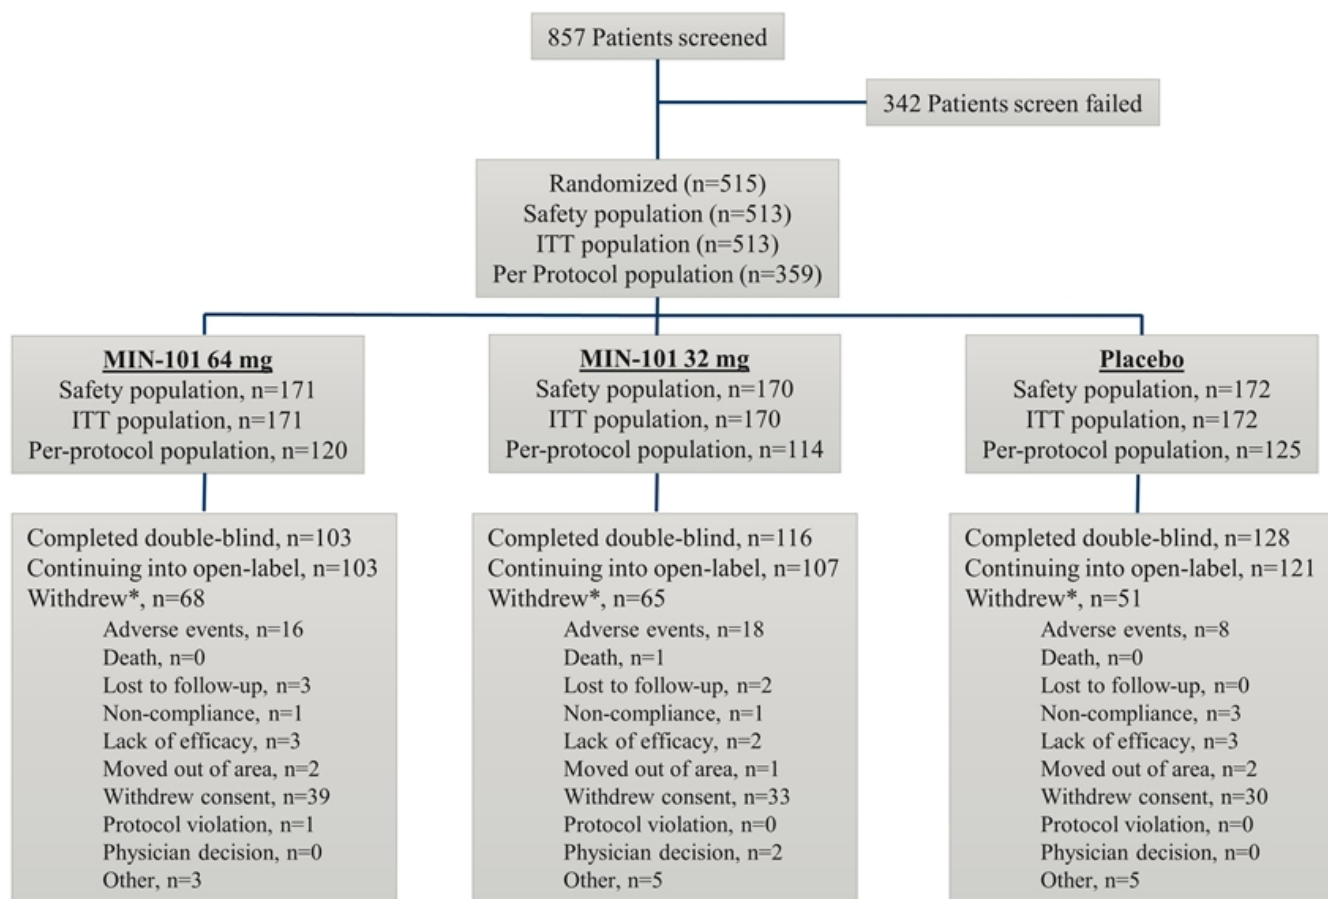 857 Patients screened
342 Patients screen failed
Randomized (n=515)
Safety population (n=513)
ITT population (n=513)
Per Protocol population (n=359)
MIN-101 64 mg
Safety population, n=171
ITT population, n=171
Per-protocol population, n=120
MIN-101 32 mg
Safety population, n=170
ITT population, n=170
Per-protocol population, n=114
Placebo
Safety population, n=172
ITT population, n=172
Per-protocol population, n=125
Completed double-blind, n=103
Continuing into open-label, n=103
Withdrew*, n=68
Adverse events, n=16
Death, n=0
Lost to follow-up, n=3
Non-compliance, n=1
Lack of efficacy, n=3
Moved out of area, n=2
Withdrew consent, n=39
Protocol violation, n=1
Physician decision, n=0
Other, n=3
Completed double-blind, n=116
Continuing into open-label, n=107
Withdrew*, n=65
Adverse events, n=18
Death, n=1
Lost to follow-up, n=2
Non-compliance, n=1
Lack of efficacy, n=2
Moved out of area, n=1
Withdrew consent, n=33
Protocol violation, n=0
Physician decision, n=2
Other, n=5
Completed double-blind, n=128
Continuing into open-label, n=121
Withdrew*, n=51
Adverse events, n=8
Death, n=0
Lost to follow-up, n=0
Non-compliance, n=3
Lack of efficacy, n=3
Moved out of area, n=2
Withdrew consent, n=30
Protocol violation, n=0
Physician decision, n=0
Other, n=5